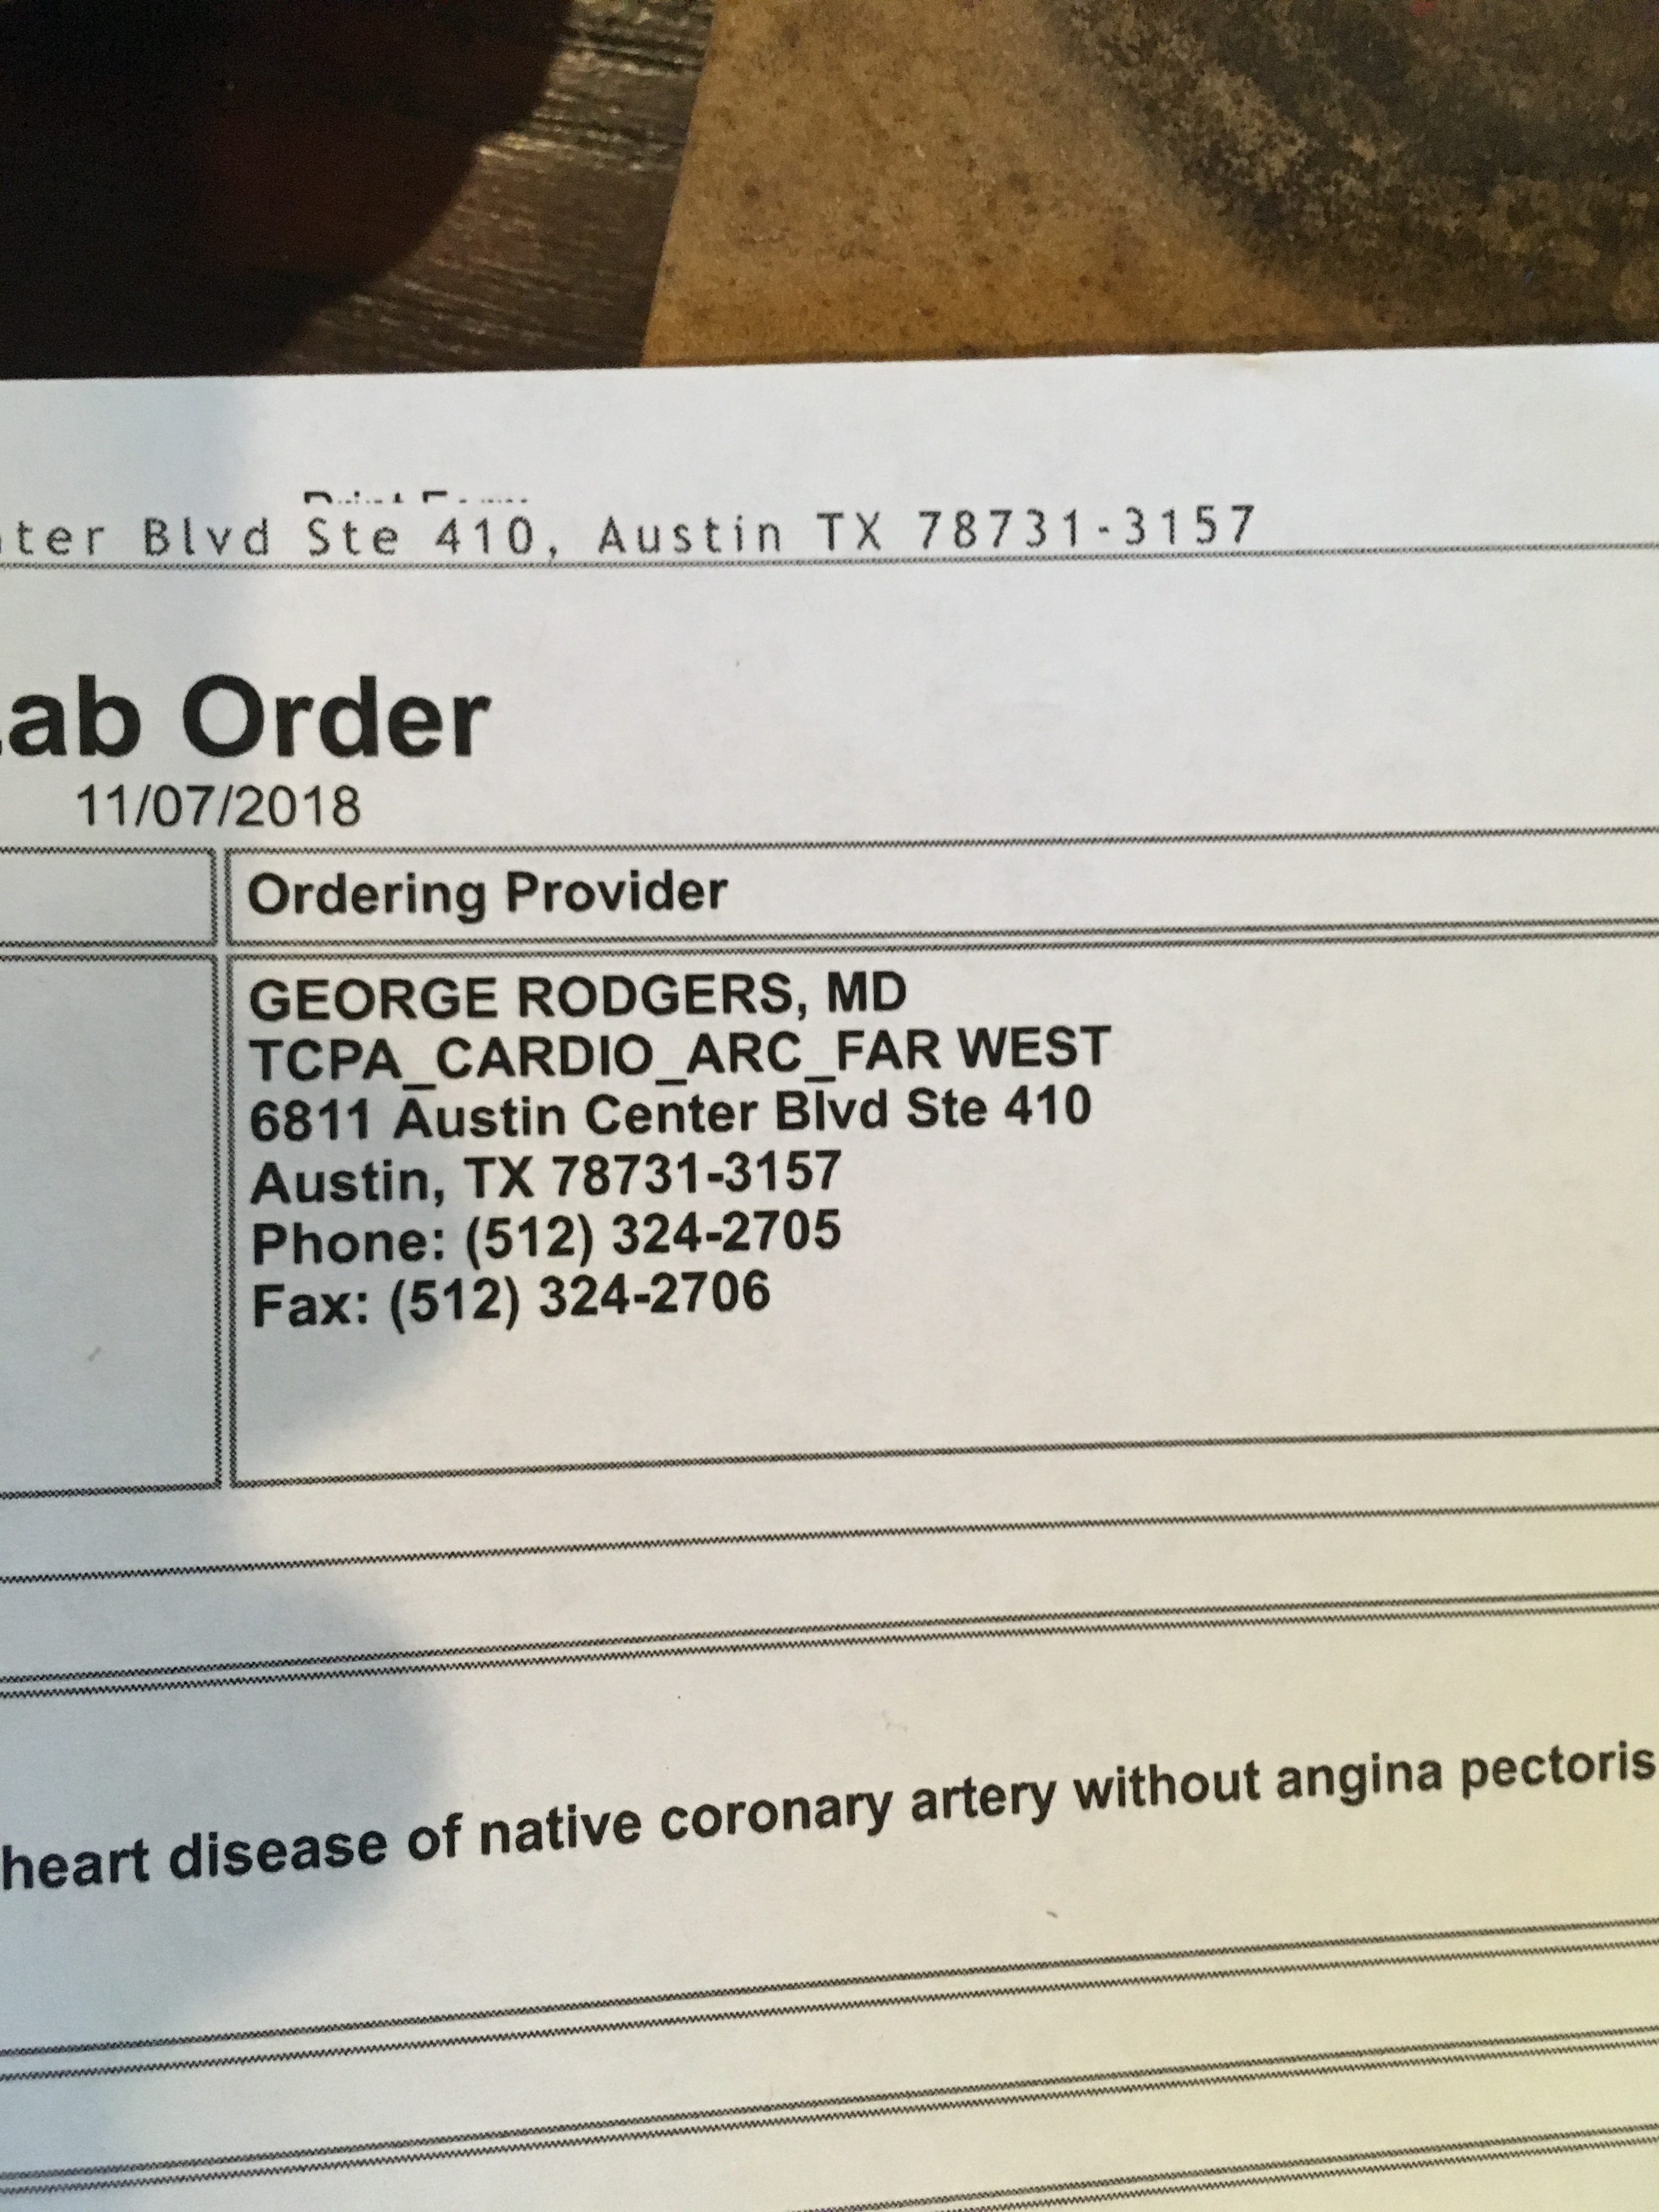 ter Blvd Ste 410, Austin TX 78731-3157
Lab Order
11/07/2018
Ordering Provider
GEORGE RODGERS, MD
TCPA_CARDIO_ARC_FAR WEST
6811 Austin Center Blvd Ste 410
Austin, TX 78731-3157
Phone: (512) 324-2705
Fax: (512) 324-2706
heart disease of native coronary artery without angina pectoris